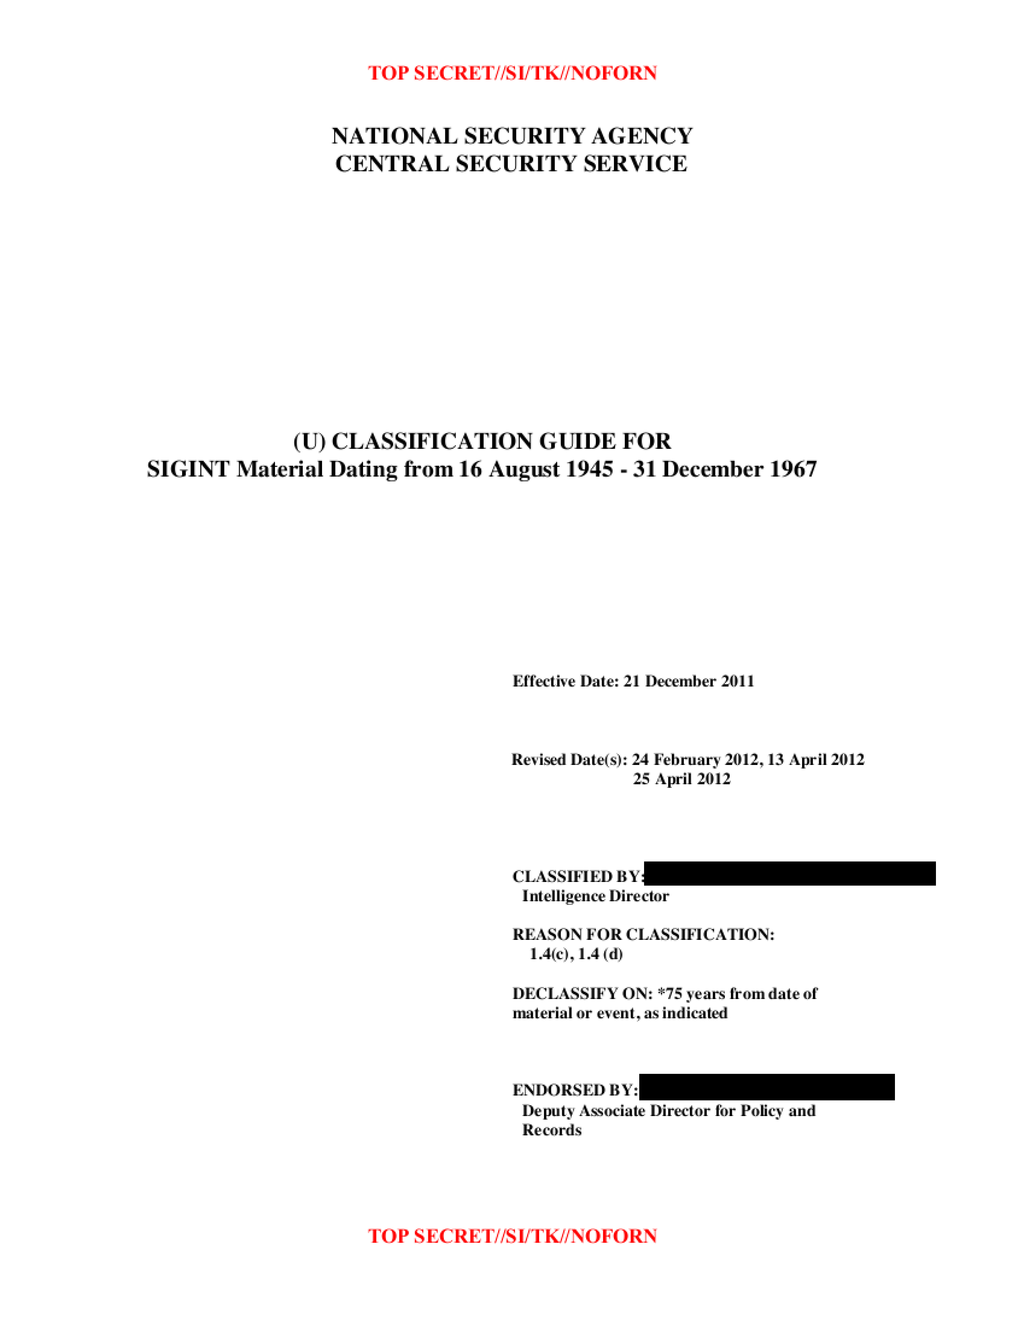 TOP SECRET//SI/TK//NOFORN
NATIONAL SECURITY AGENCY
CENTRAL SECURITY SERVICE
(U) CLASSIFICATION GUIDE FOR
SIGINT Material Dating from 16 August 1945 - 31 December 1967
Effective Date: 21 December 2011
Revised Date(s): 24 February 2012, 13 April 2012
25 April 2012
CLASSIFIED BY:
Intelligence Director
REASON FOR CLASSIFICATION:
1.4(c), 1.4 (d)
DECLASSIFY ON: *75 years from date of
material or event, as indicated
ENDORSED BY:
Deputy Associate Director for Policy and
Records
TOP SECRET//SI/TK//NOFORN